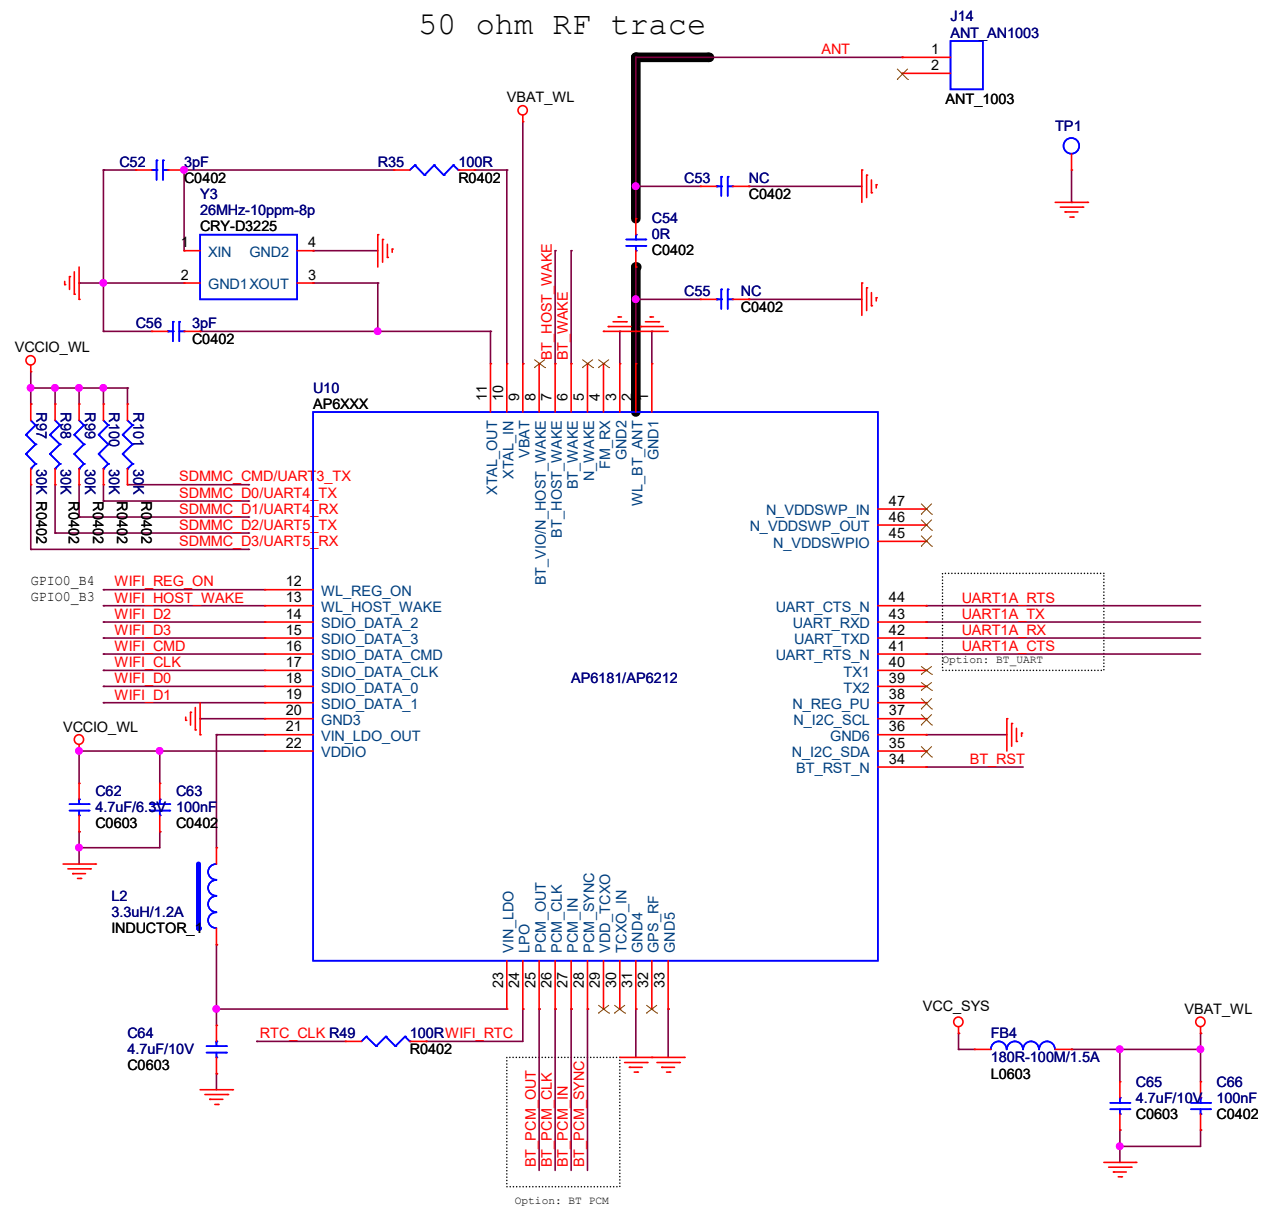 50 ohm RF trace
J14
ANT_AN1003
ANT
1
2
ANT_1003
VBAT_WL
TP1
C52
3pF
C0402
R35
100R
R0402
Y3
26MHz-10ppm-8p
CRY-D3225
1
XIN
GND2
4
2
GND1
XOUT
3
C56
3pF
C0402
C53
NC
C0402
C54
0R
C0402
C55
NC
C0402
BT_HOST_WAKE
BT_WAKE
VCCIO_WL
R97
R98
R99
R100
R101
30K
30K
30K
30K
30K
R0402
R0402
R0402
R0402
R0402
SDMMC_CMD/UART3_TX
SDMMC_D0/UART4_TX
SDMMC_D1/UART4_RX
SDMMC_D2/UART5_TX
SDMMC_D3/UART5_RX
U10
AP6XXX
11
10
9
8
7
6
5
4
3
2
1
XTAL_OUT
XTAL_IN
VBAT
BT_VIO/N_HOST_WAKE
BT_HOST_WAKE
BT_WAKE
N_WAKE
FM_RX
GND2
WL_BT_ANT
GND1
N_VDDSWP_IN
47
N_VDDSWP_OUT
46
N_VDDSWPIO
45
GPIO0_B4
WIFI_REG_ON
12
WL_REG_ON
GPIO0_B3
WIFI_HOST_WAKE
13
WL_HOST_WAKE
WIFI_D2
14
SDIO_DATA_2
WIFI_D3
15
SDIO_DATA_3
WIFI_CMD
16
SDIO_DATA_CMD
WIFI_CLK
17
SDIO_DATA_CLK
WIFI_D0
18
SDIO_DATA_0
WIFI_D1
19
SDIO_DATA_1
20
GND3
21
VIN_LDO_OUT
22
VDDIO
AP6181/AP6212
UART_CTS_N
44
UART1A_RTS
UART_RXD
43
UART1A_TX
UART_TXD
42
UART1A_RX
UART_RTS_N
41
UART1A_CTS
Option: BT_UART
TX1
40
TX2
39
N_REG_PU
38
N_I2C_SCL
37
GND6
36
N_I2C_SDA
35
BT_RST_N
34
BT_RST
VCCIO_WL
C62
4.7uF/6.3V
C0603
C63
100nF
C0402
L2
3.3uH/1.2A
INDUCTOR_
VIN_LDO
LPO
PCM_OUT
PCM_CLK
PCM_IN
PCM_SYNC
VDD_TCXO
TCXO_IN
GND4
GPS_RF
GND5
23
24
25
26
27
28
29
30
31
32
33
C64
4.7uF/10V
C0603
RTC_CLK
R49
100R
R0402
WIFI_RTC
BT_PCM_OUT
BT_PCM_CLK
BT_PCM_IN
BT_PCM_SYNC
Option: BT PCM
VCC_SYS
FB4
180R-100M/1.5A
L0603
VBAT_WL
C65
4.7uF/10V
C0603
C66
100nF
C0402